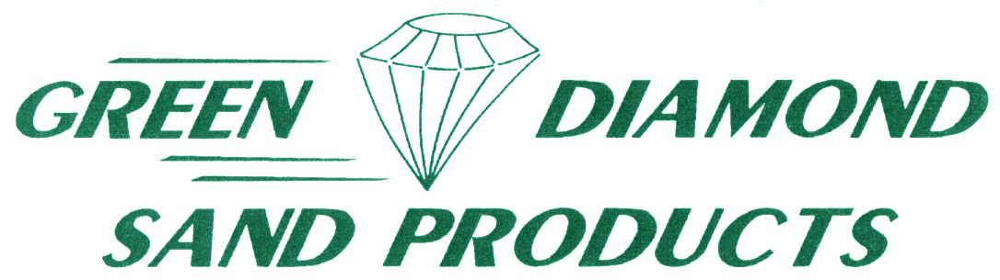 GREEN DIAMOND
SAND PRODUCTS